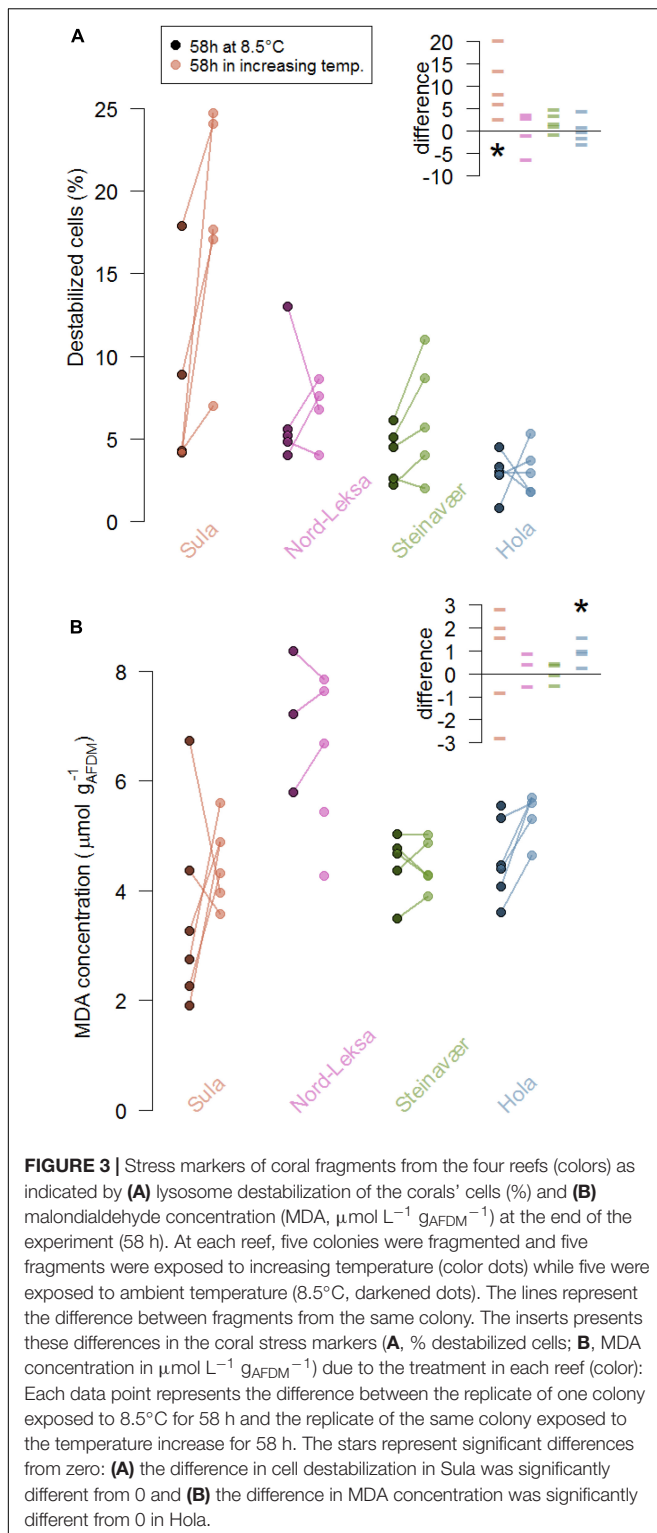 58h at 8.5°C
58h in increasing temp.
A
Destabilized cells (%)
25
20
15
10
5
0
Sula
Nord-Leksa
Steinavær
Hola
difference
20
15
10
5
0
-5
-10
*
B
MDA concentration ( μmol g⁻¹AFDM)
8
6
4
2
0
Sula
Nord-Leksa
Steinavær
Hola
difference
3
2
1
0
-1
-2
-3
*
FIGURE 3 | Stress markers of coral fragments from the four reefs (colors) as
indicated by (A) lysosome destabilization of the corals' cells (%) and (B)
malondialdehyde concentration (MDA, μmol L⁻¹ gAFDM⁻¹) at the end of the
experiment (58 h). At each reef, five colonies were fragmented and five
fragments were exposed to increasing temperature (color dots) while five were
exposed to ambient temperature (8.5°C, darkened dots). The lines represent
the difference between fragments from the same colony. The inserts presents
these differences in the coral stress markers (A, % destabilized cells; B, MDA
concentration in μmol L⁻¹ gAFDM⁻¹) due to the treatment in each reef (color):
Each data point represents the difference between the replicate of one colony
exposed to 8.5°C for 58 h and the replicate of the same colony exposed to
the temperature increase for 58 h. The stars represent significant differences
from zero: (A) the difference in cell destabilization in Sula was significantly
different from 0 and (B) the difference in MDA concentration was significantly
different from 0 in Hola.